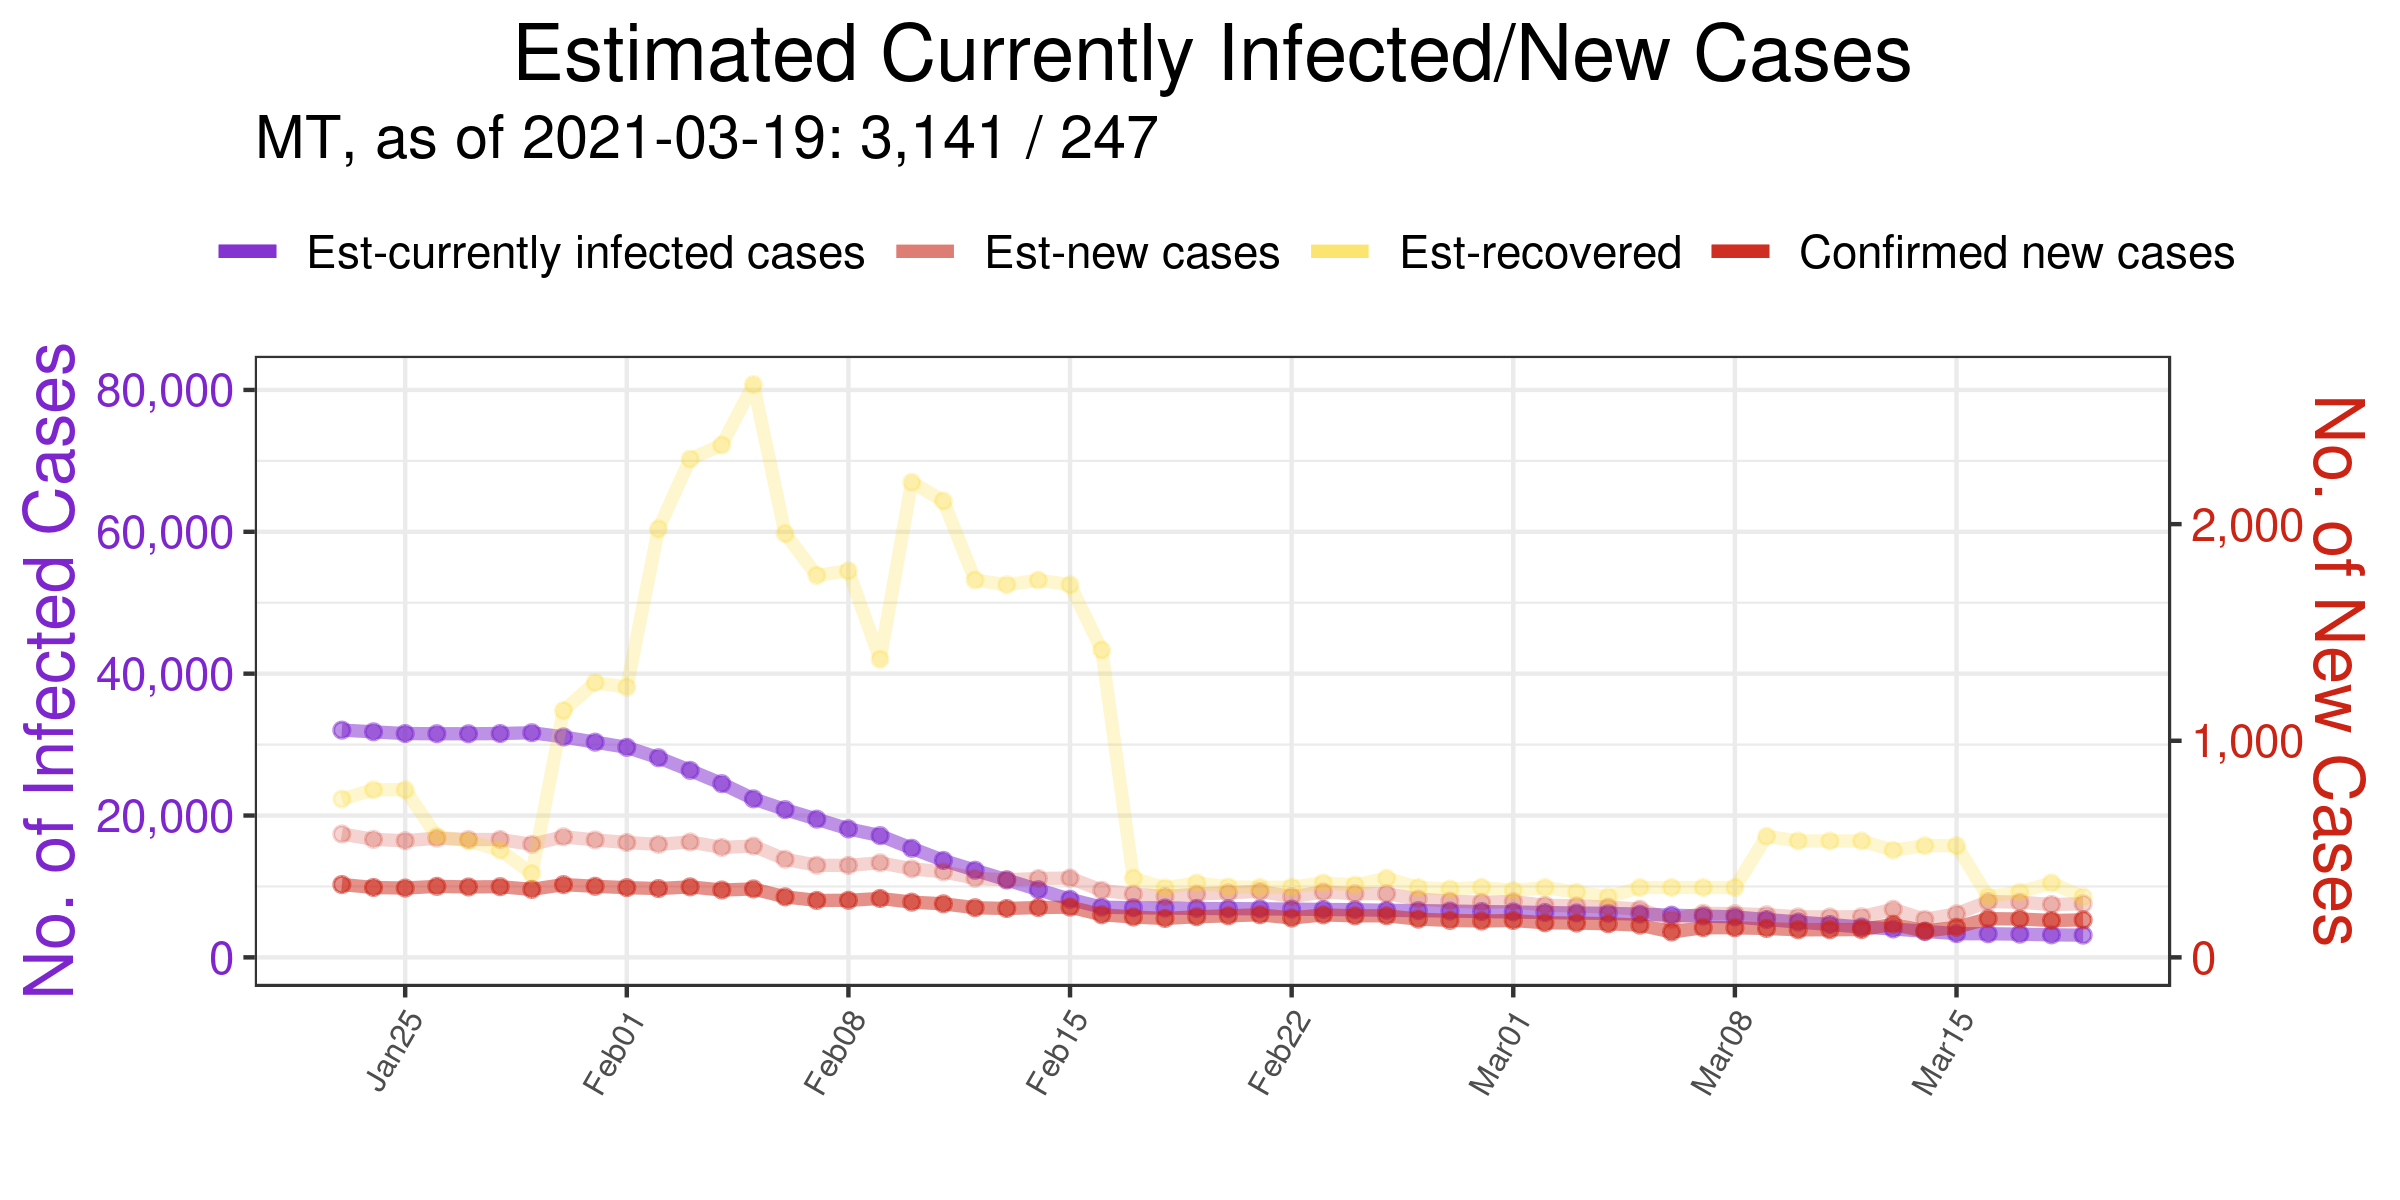 Estimated Currently Infected/New Cases
MT, as of 2021-03-19: 3,141 / 247
Est-currently infected cases Est-new cases Est-recovered Confirmed new cases
No. of Infected Cases
80,000
60,000
40,000
20,000
0
2,000
1,000
0
No. of New Cases
Jan25 Feb01 Feb08 Feb15 Feb22 Mar01 Mar08 Mar15